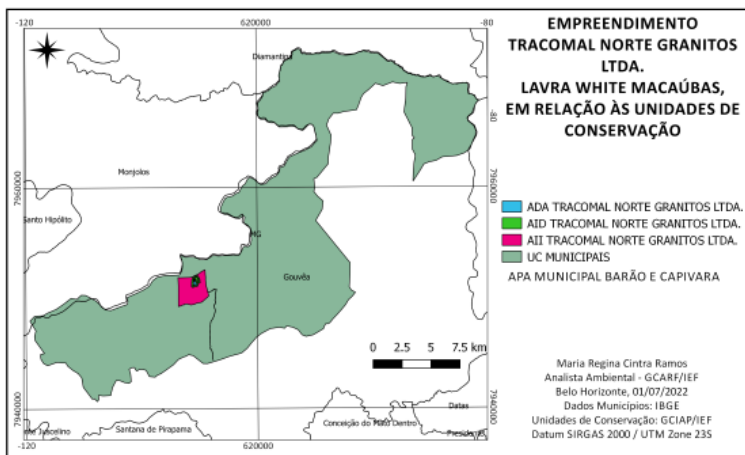 -120
620000
-80
Diamantina
-80
Monjolos
7960000
7960000
Santo Hipólito
MG
Gouvêa
0 2.5 5 7.5 km
7940000
7940000
Datas
Juscelino
Santana de Pirapama
Conceição do Mato Dentro
Presidente
-120
620000
EMPREENDIMENTO
TRACOMAL NORTE GRANITOS
LTDA.
LAVRA WHITE MACAÚBAS,
EM RELAÇÃO ÀS UNIDADES DE
CONSERVAÇÃO
ADA TRACOMAL NORTE GRANITOS LTDA.
AID TRACOMAL NORTE GRANITOS LTDA.
AII TRACOMAL NORTE GRANITOS LTDA.
UC MUNICIPAIS
APA MUNICIPAL BARÃO E CAPIVARA
Maria Regina Cintra Ramos
Analista Ambiental - GCARF/IEF
Belo Horizonte, 01/07/2022
Dados Municípios: IBGE
Unidades de Conservação: GCIAP/IEF
Datum SIRGAS 2000 / UTM Zone 23S